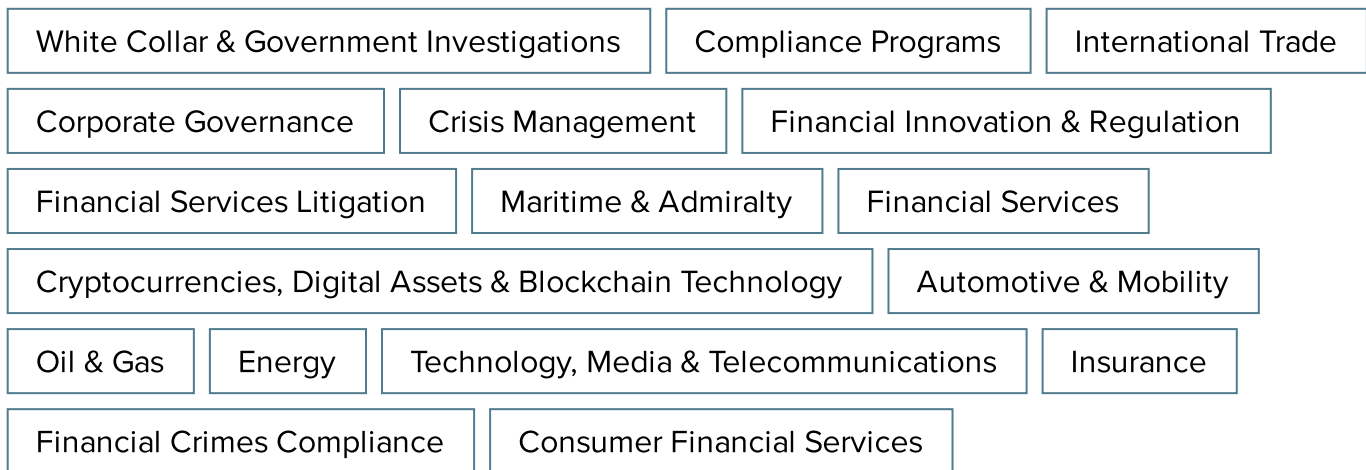 White Collar & Government Investigations Compliance Programs International Trade
Corporate Governance Crisis Management Financial Innovation & Regulation
Financial Services Litigation Maritime & Admiralty Financial Services
Cryptocurrencies, Digital Assets & Blockchain Technology Automotive & Mobility
Oil & Gas Energy Technology, Media & Telecommunications Insurance
Financial Crimes Compliance Consumer Financial Services